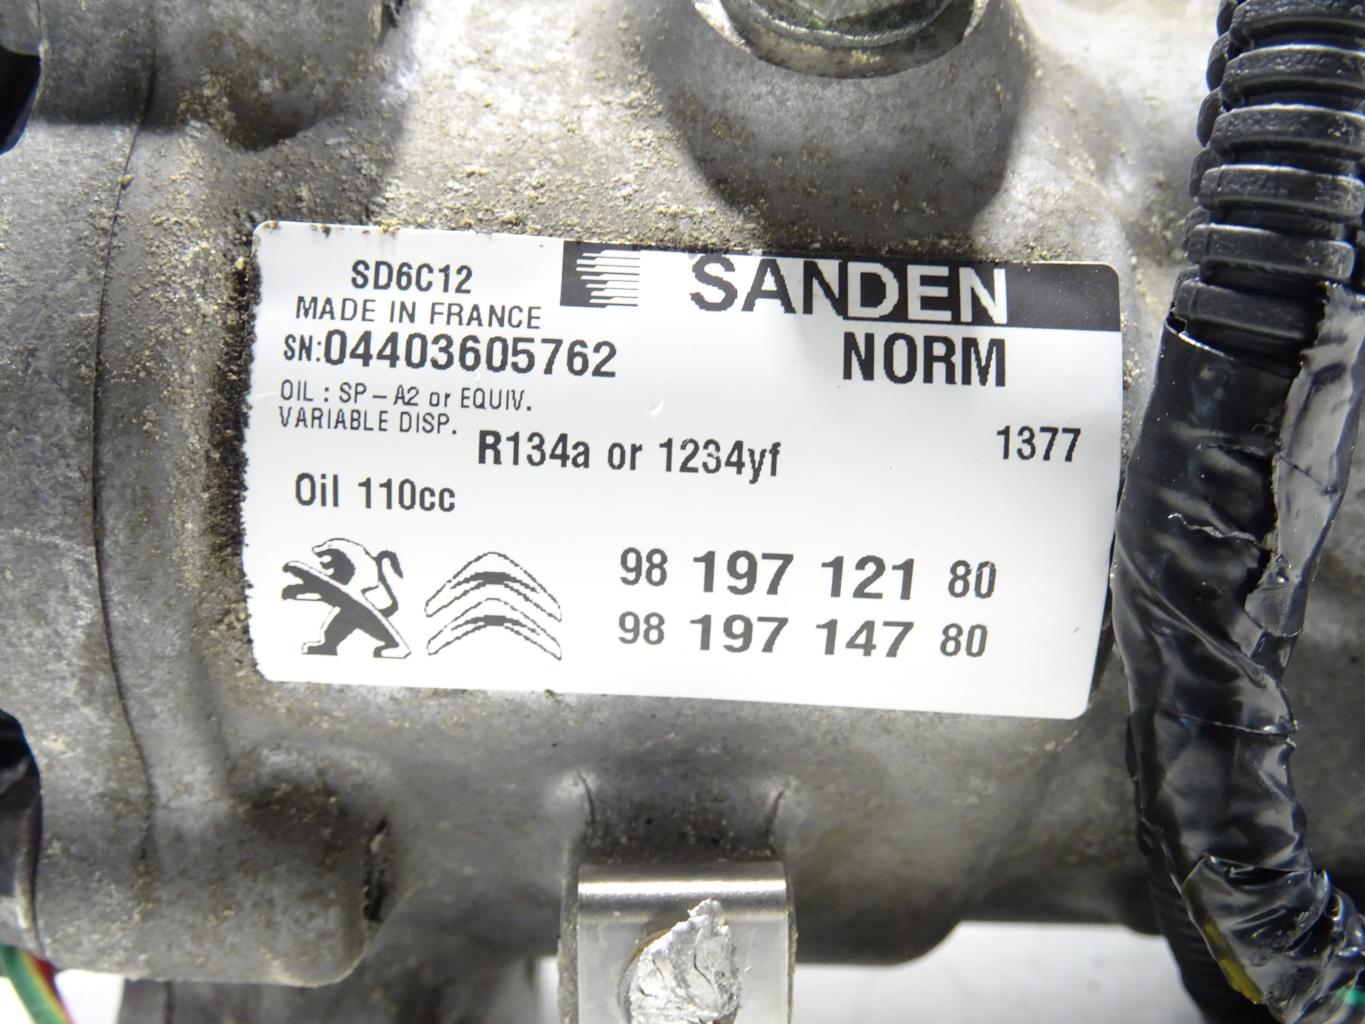 SD6C12
SANDEN
MADE IN FRANCE
SN:04403605762
NORM
OIL : SP-A2 or EQUIV.
VARIABLE DISP.
R134a or 1234yf
1377
Oil 110cc
98 197 121 80
98 197 147 80